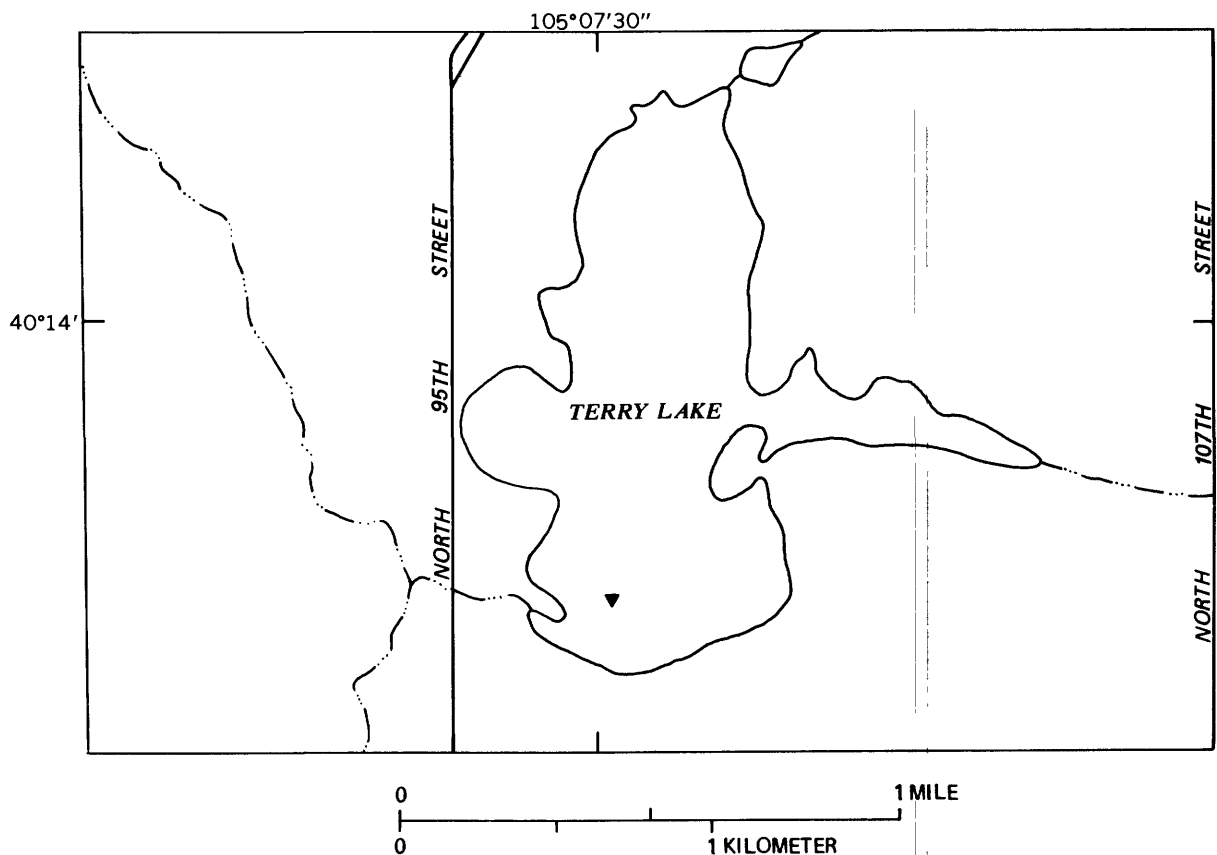 105°07'30"
40°14'
NORTH 95TH STREET
TERRY LAKE
NORTH 107TH STREET
0 1 MILE
0 1 KILOMETER